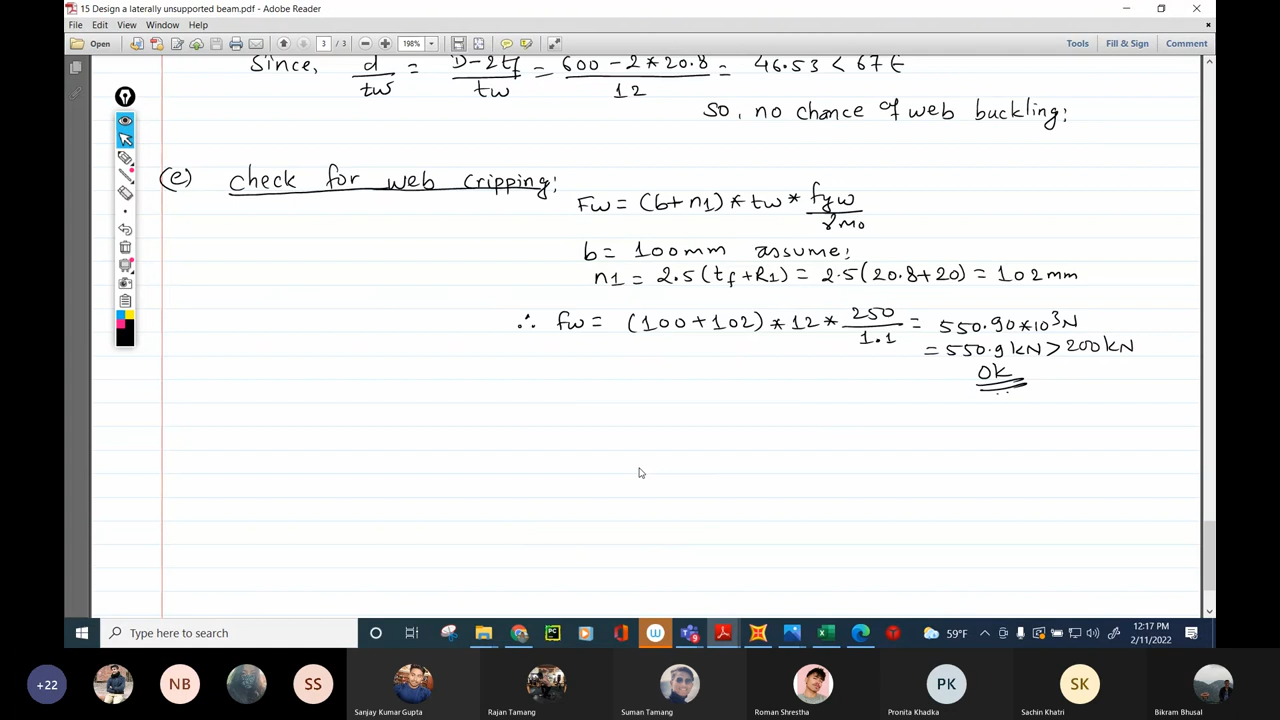 15 Design a laterally unsupported beam.pdf - Adobe Reader
File Edit View Window Help
Open 3 / 3 198% Tools Fill & Sign Comment
Since, d/tw = D-2tf/tw = 600-2*20.8/12 = 46.53 < 67 ε
So, no chance of web buckling;
(e) check for web cripping:
Fw = (b+n1) * tw * fyw/γm0
b = 100mm assume;
n1 = 2.5(tf+R1) = 2.5(20.8+20) = 102mm
∴ fw = (100+102) * 12 * 250/1.1 = 550.90*10³N
= 550.9 kN > 200kN
OK
Type here to search 59°F 12:17 PM
2/11/2022
+22 NB SS PK SK
Sanjay Kumar Gupta Rajan Tamang Suman Tamang Roman Shrestha Pronita Khadka Sachin Khatri Bikram Bhusal